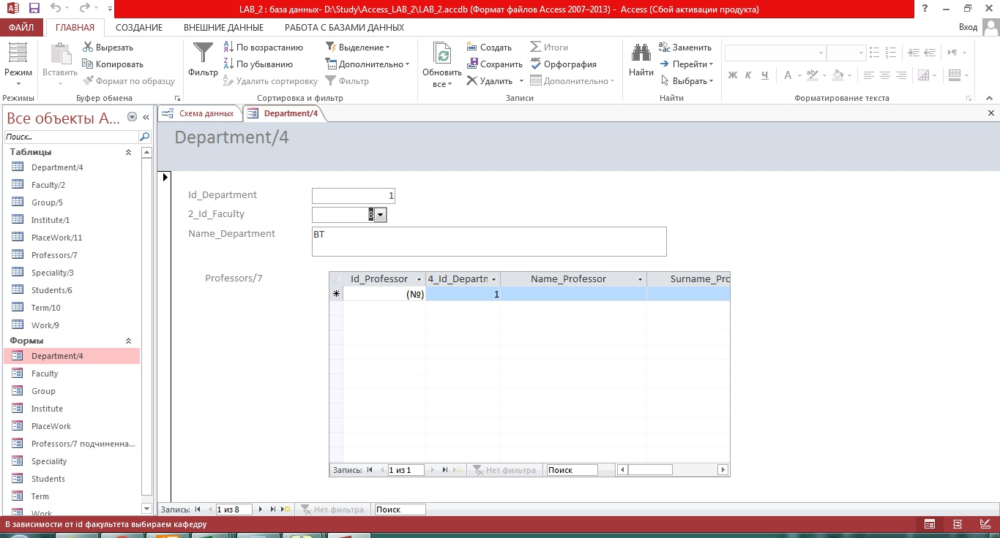 LAB_2 : база данных- D:\Study\Access_LAB_2\LAB_2.accdb (Формат файлов Access 2007–2013) - Access (Сбой активации продукта)
ФАЙЛ ГЛАВНАЯ СОЗДАНИЕ ВНЕШНИЕ ДАННЫЕ РАБОТА С БАЗАМИ ДАННЫХ Вход
Режим
Режимы
Вставить
Вырезать
Копировать
Формат по образцу
Буфер обмена
Фильтр
По возрастанию
По убыванию
Удалить сортировку
Выделение
Дополнительно
Фильтр
Сортировка и фильтр
Обновить
все
Создать
Сохранить
Удалить
Итоги
Орфография
Дополнительно
Записи
Найти
Заменить
Перейти
Выбрать
Найти
Ж К Ч А
Форматирование текста
Все объекты A...
Поиск...
Таблицы
Department/4
Faculty/2
Group/5
Institute/1
PlaceWork/11
Professors/7
Speciality/3
Students/6
Term/10
Work/9
Формы
Department/4
Faculty
Group
Institute
PlaceWork
Professors/7 подчиненна...
Speciality
Students
Term
Work
Схема данных Department/4
Department/4
Id_Department 1
2_Id_Faculty 8
Name_Department ВТ
Professors/7
Id_Professor 4_Id_Departn Name_Professor Surname_Pro
(№) 1
Запись: 1 из 1 Нет фильтра Поиск
Запись: 1 из 8 Нет фильтра Поиск
В зависимости от id факультета выбираем кафедру